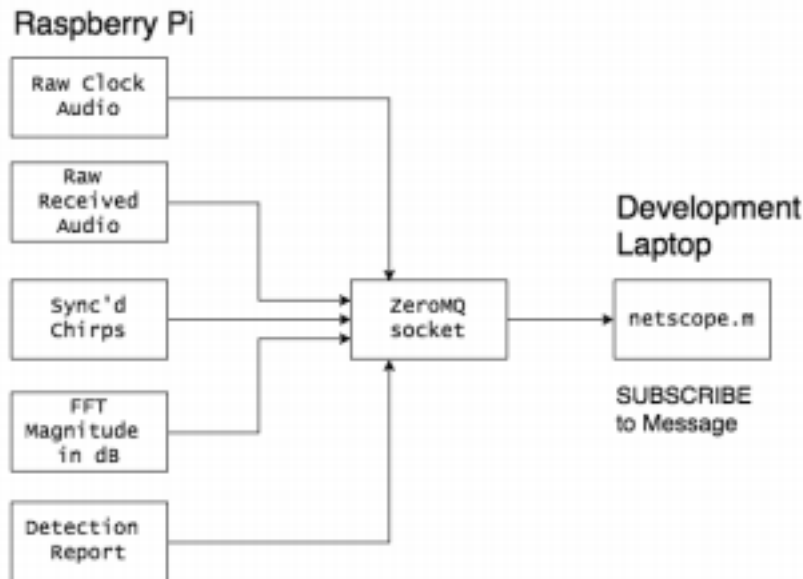 Raspberry Pi
Raw Clock
Audio
Raw
Received
Audio
Sync'd
Chirps
FFT
Magnitude
in dB
Detection
Report
ZeroMQ
socket
Development
Laptop
netscope.m
SUBSCRIBE
to Message